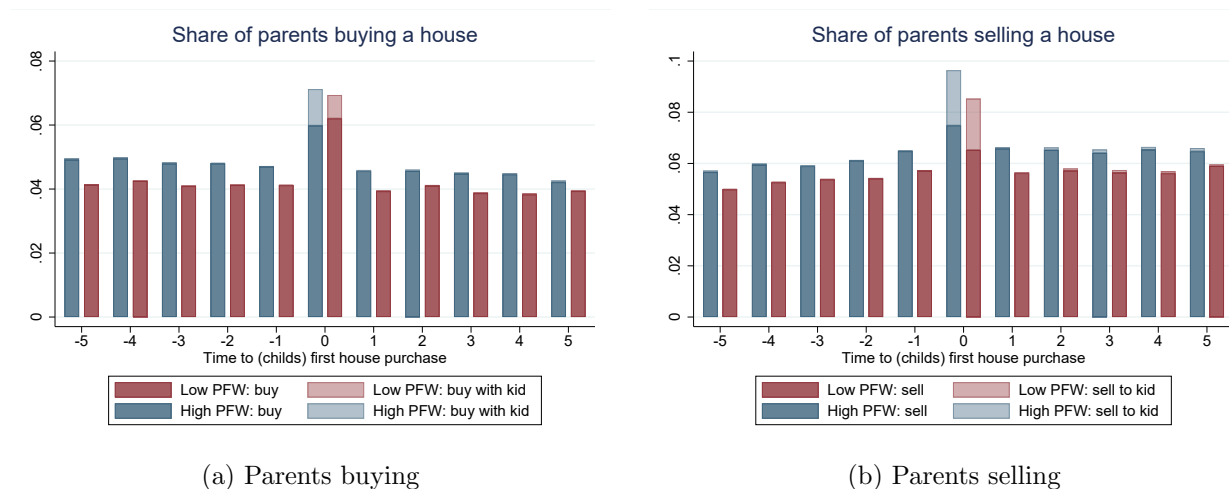 Share of parents buying a house
.08
.06
.04
.02
0
-5 -4 -3 -2 -1 0 1 2 3 4 5
Time to (childs) first house purchase
Low PFW: buy Low PFW: buy with kid
High PFW: buy High PFW: buy with kid
(a) Parents buying
Share of parents selling a house
.1
.08
.06
.04
.02
0
-5 -4 -3 -2 -1 0 1 2 3 4 5
Time to (childs) first house purchase
Low PFW: sell Low PFW: sell to kid
High PFW: sell High PFW: sell to kid
(b) Parents selling